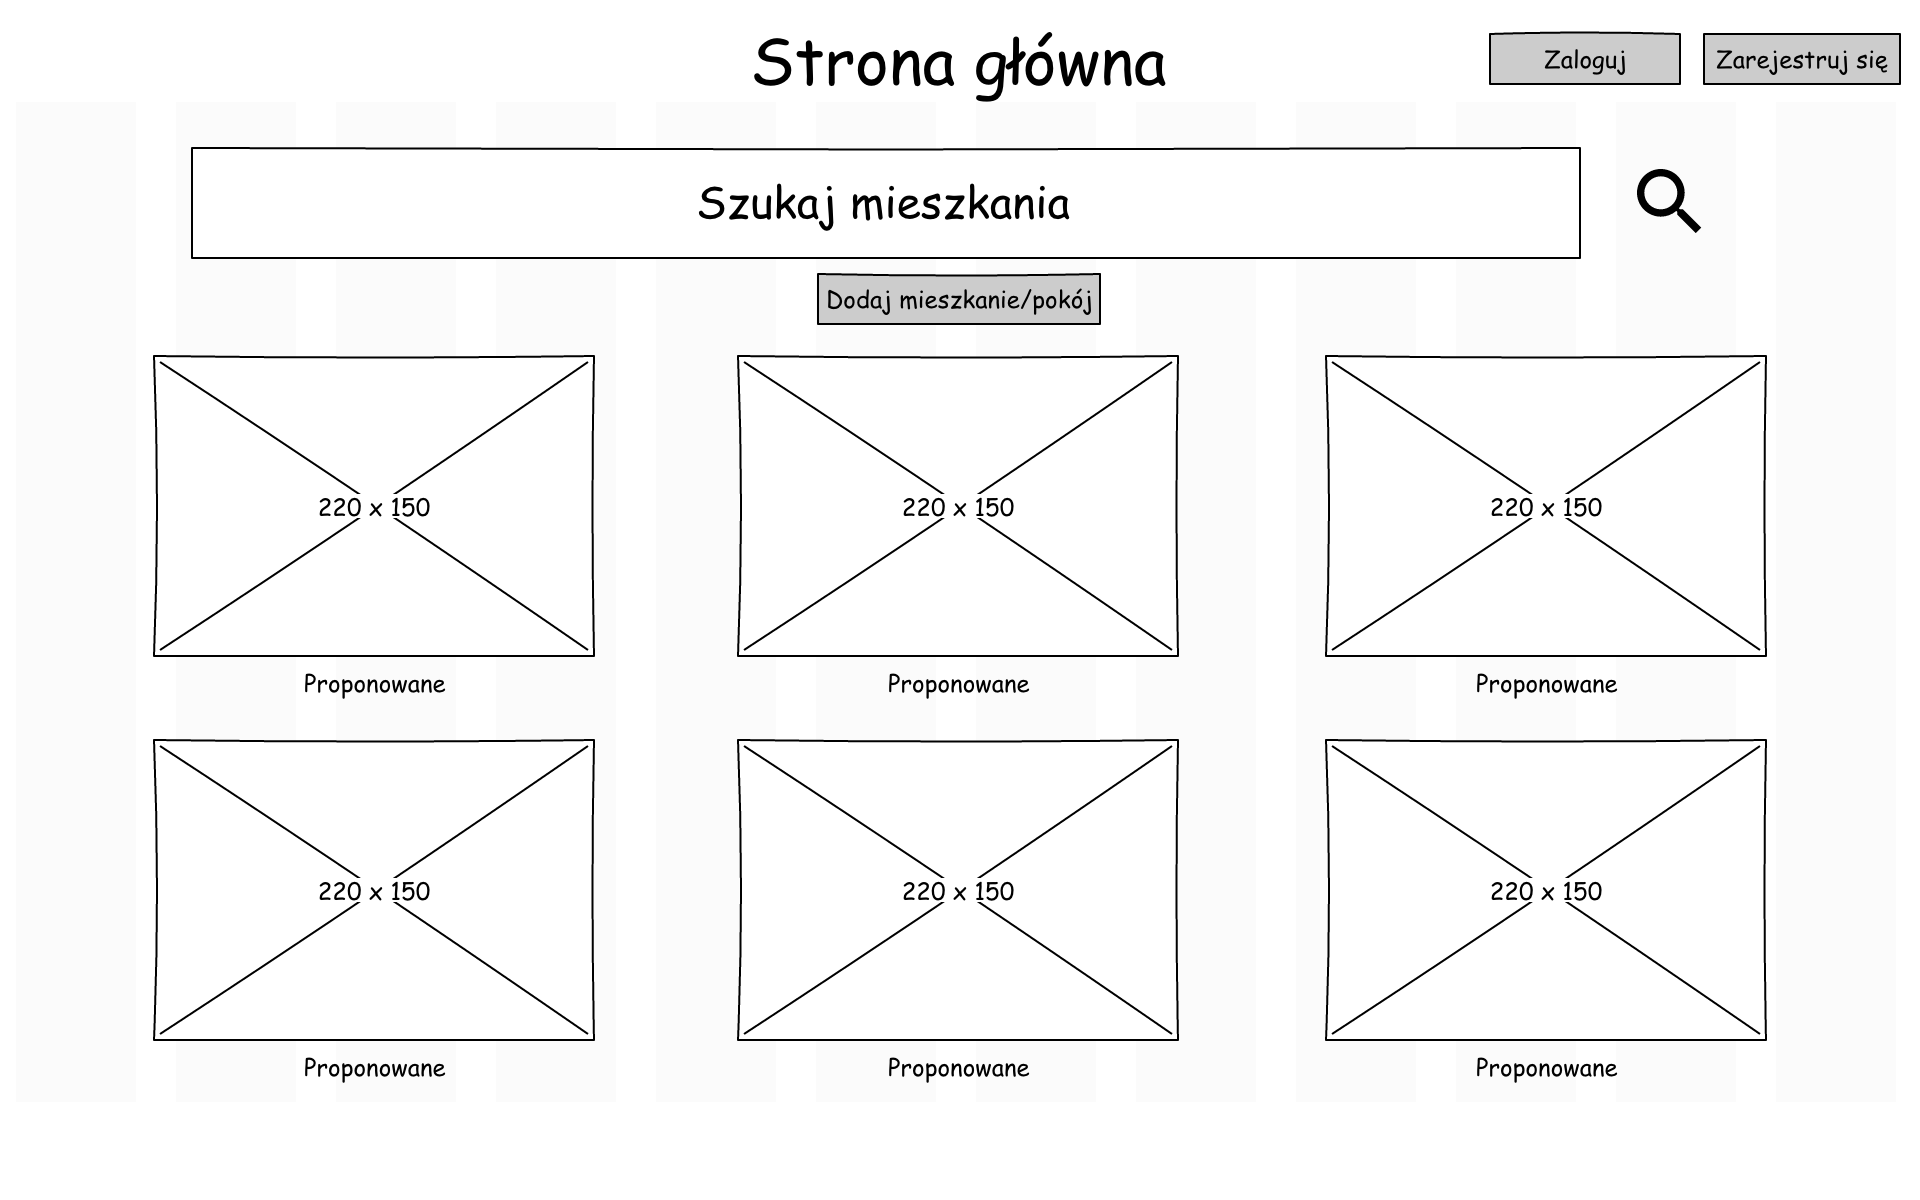 Strona główna
Zaloguj
Zarejestruj się
Szukaj mieszkania
Dodaj mieszkanie/pokój
220 x 150
220 x 150
220 x 150
Proponowane
Proponowane
Proponowane
220 x 150
220 x 150
220 x 150
Proponowane
Proponowane
Proponowane